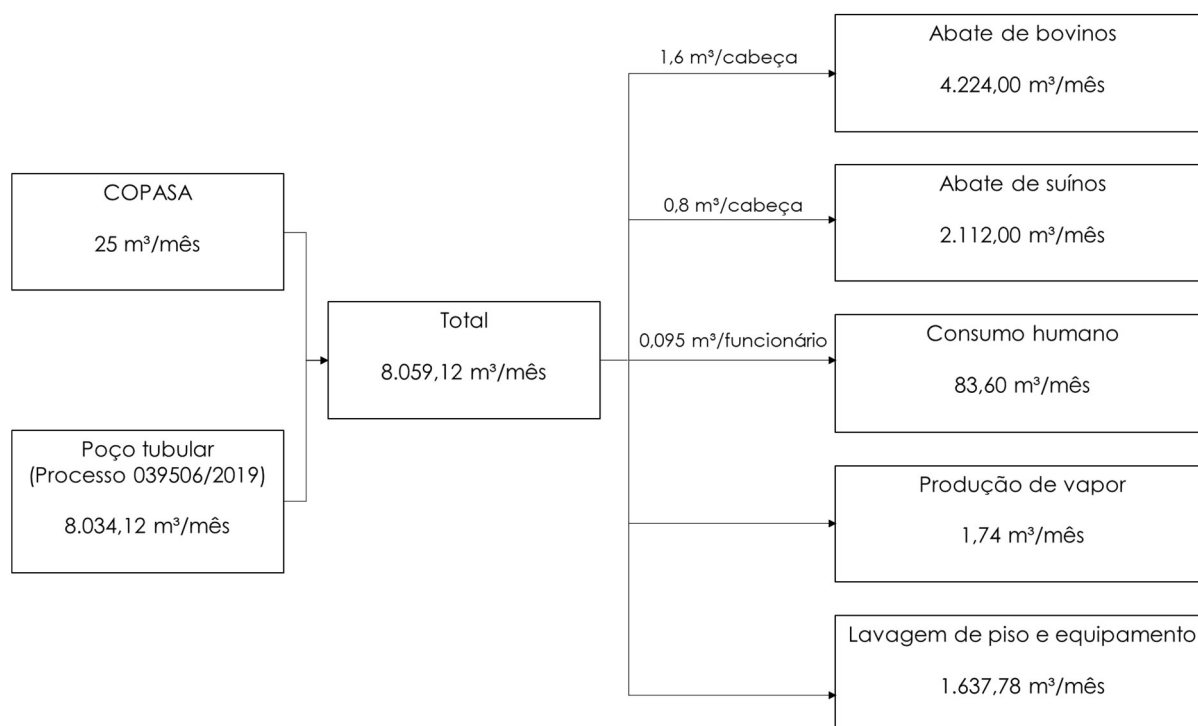 COPASA
25 m³/mês
Poço tubular
(Processo 039506/2019)
8.034,12 m³/mês
Total
8.059,12 m³/mês
1,6 m³/cabeça
Abate de bovinos
4.224,00 m³/mês
0,8 m³/cabeça
Abate de suínos
2.112,00 m³/mês
0,095 m³/funcionário
Consumo humano
83,60 m³/mês
Produção de vapor
1,74 m³/mês
Lavagem de piso e equipamento
1.637,78 m³/mês